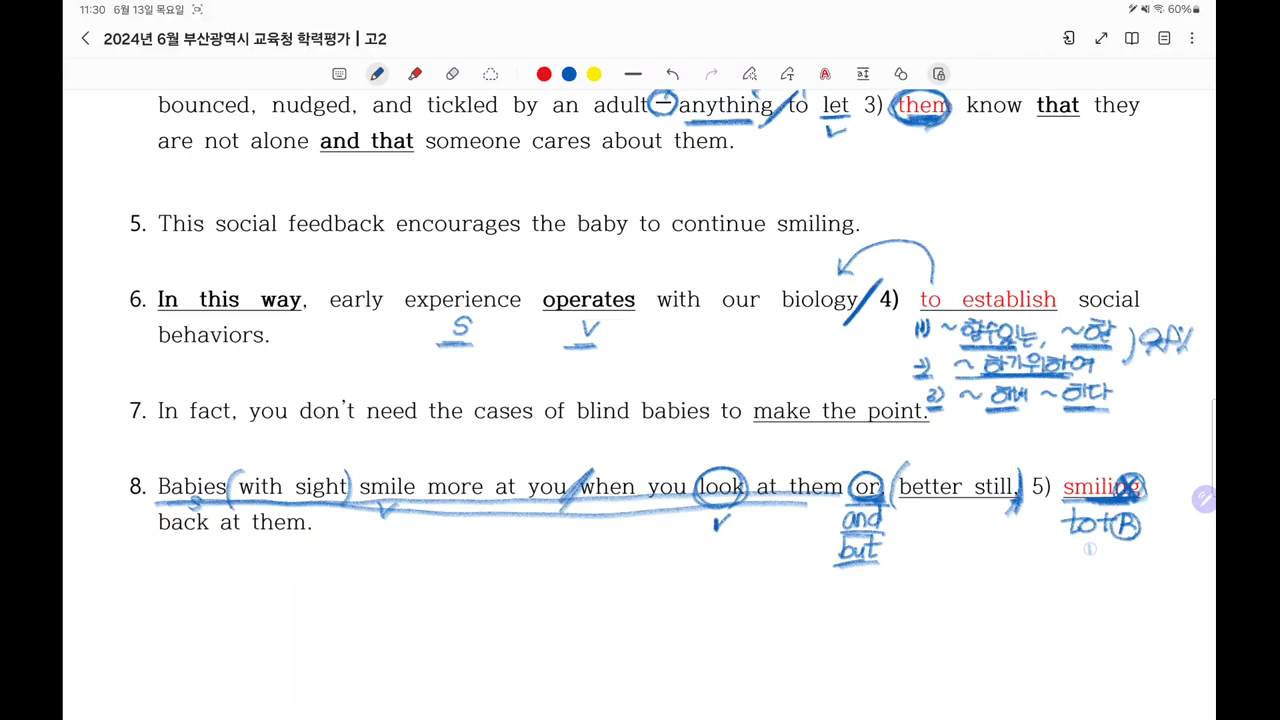 11:30 6월 13일 목요일
60%
2024년 6월 부산광역시 교육청 학력평가 | 고2
bounced, nudged, and tickled by an adult—anything to let 3) them know that they
V
are not alone and that someone cares about them.
5. This social feedback encourages the baby to continue smiling.
6. In this way, early experience operates with our biology 4) to establish social
behaviors.
S V
1) ~할수있는, ~할
2) ~하기위하여
3) ~해서 ~하다
7. In fact, you don't need the cases of blind babies to make the point.
8. Babies (with sight) smile more at you when you look at them or (better still, 5) smiling
S V V and to+Ⓡ
back at them.
but